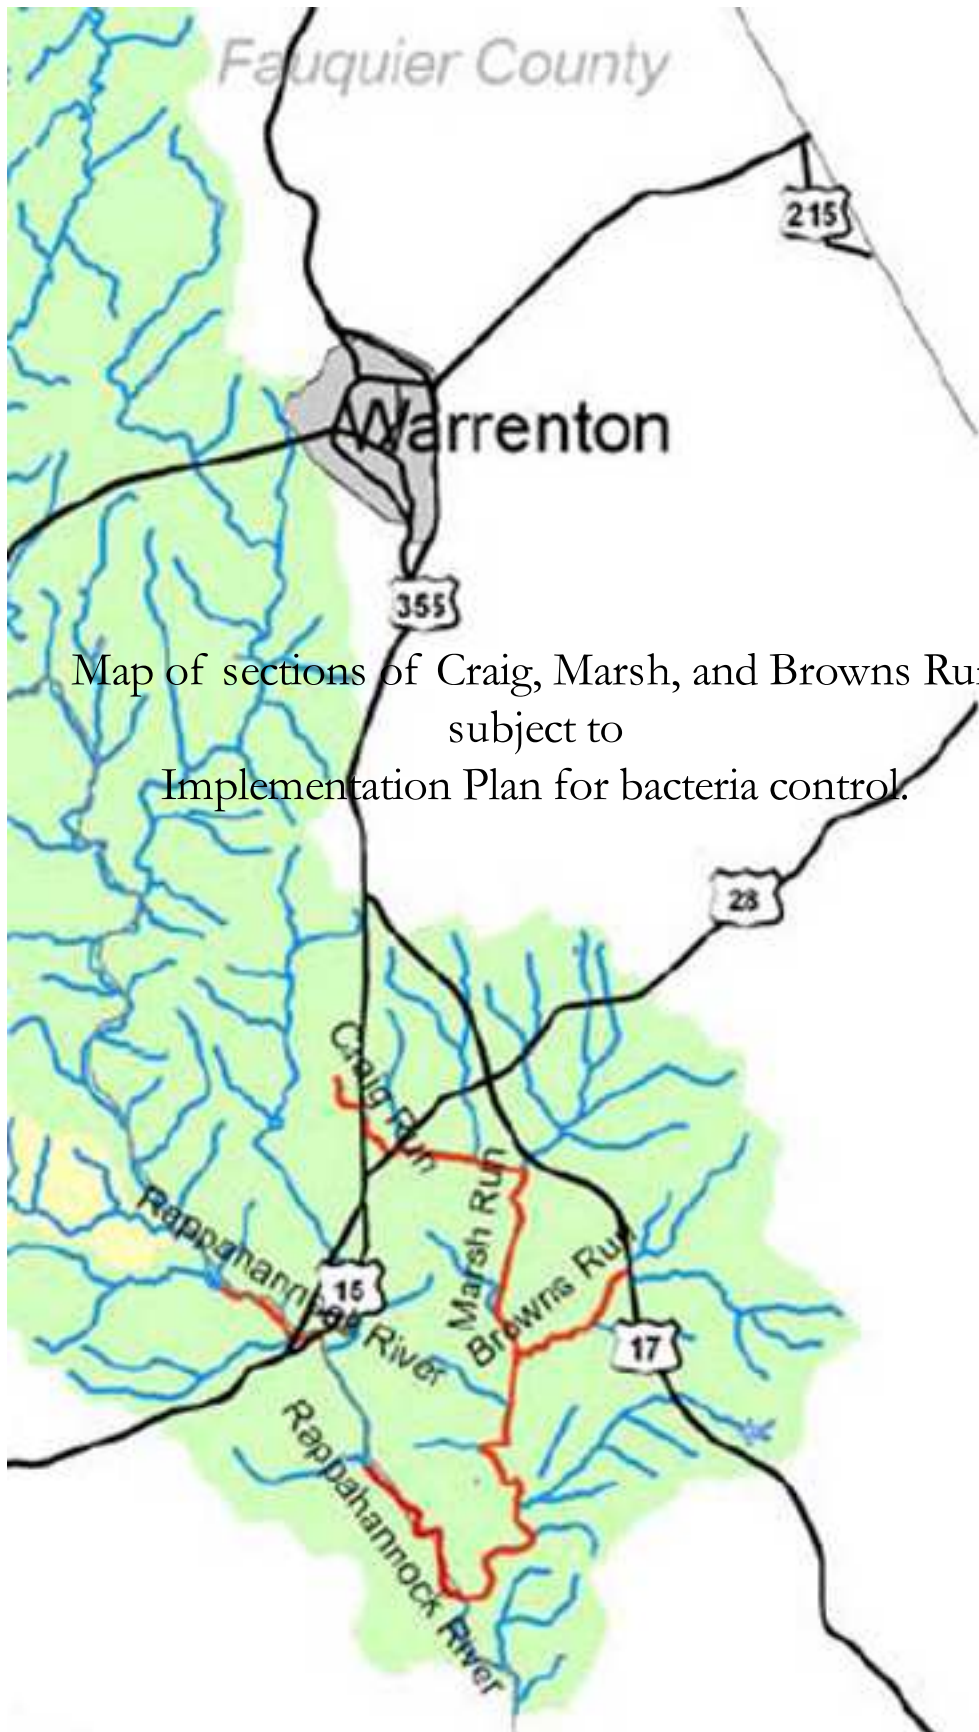 Fauquier County
215
Warrenton
355
Map of sections of Craig, Marsh, and Browns
subject to
Implementation Plan for bacteria control.
28
Craig Run
Marsh Run
Browns Run
Rappahannock River
15
17
Rappahannock River